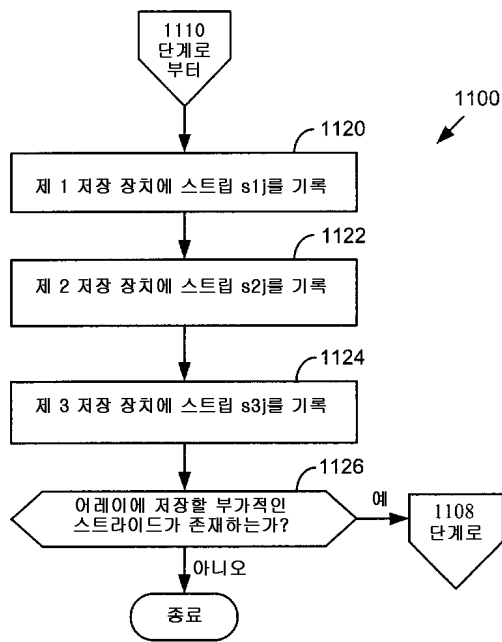 1110
단계로
부터
1100
1120
제 1 저장 장치에 스트립 s1j를 기록
1122
제 2 저장 장치에 스트립 s2j를 기록
1124
제 3 저장 장치에 스트립 s3j를 기록
1126
어레이에 저장할 부가적인
스트라이드가 존재하는가?
예
1108
단계로
아니오
종료